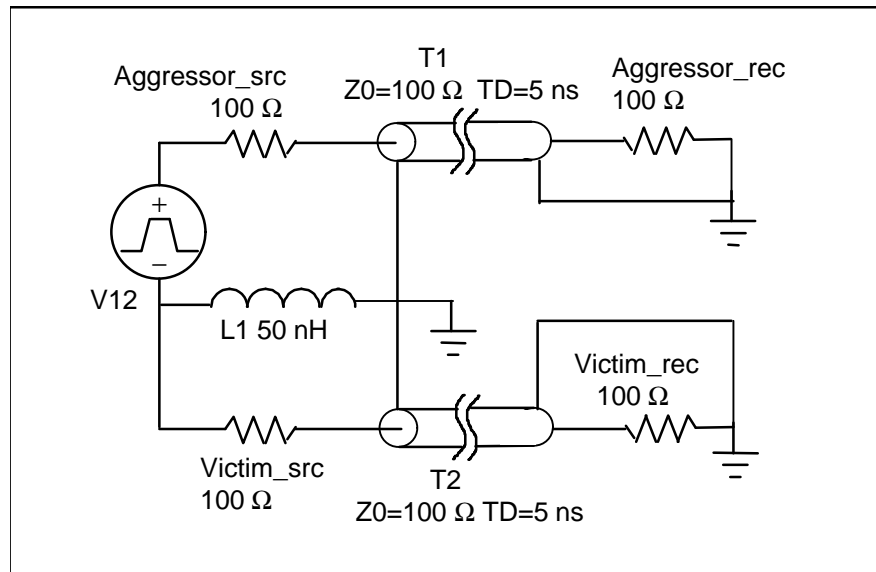 T1
Aggressor_src
Z0=100 Ω TD=5 ns
100 Ω
Aggressor_rec
100 Ω
+
−
V12
L1 50 nH
Victim_rec
100 Ω
Victim_src
100 Ω
T2
Z0=100 Ω TD=5 ns